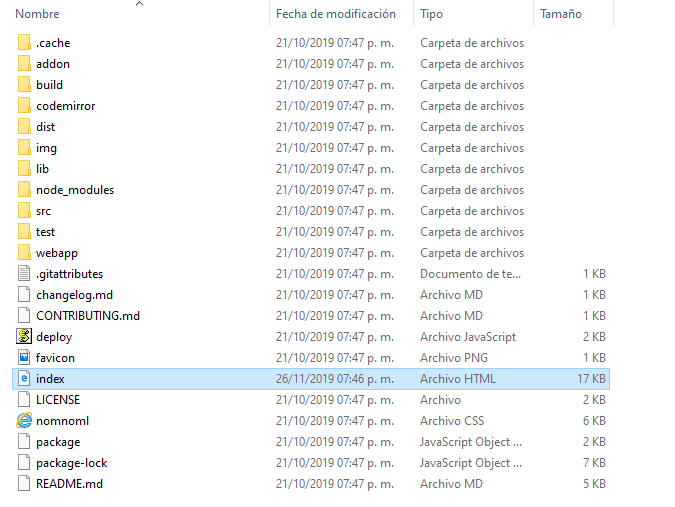 Nombre Fecha de modificación Tipo Tamaño
.cache 21/10/2019 07:47 p. m. Carpeta de archivos
addon 21/10/2019 07:47 p. m. Carpeta de archivos
build 21/10/2019 07:47 p. m. Carpeta de archivos
codemirror 21/10/2019 07:47 p. m. Carpeta de archivos
dist 21/10/2019 07:47 p. m. Carpeta de archivos
img 21/10/2019 07:47 p. m. Carpeta de archivos
lib 21/10/2019 07:47 p. m. Carpeta de archivos
node_modules 21/10/2019 07:47 p. m. Carpeta de archivos
src 21/10/2019 07:47 p. m. Carpeta de archivos
test 21/10/2019 07:47 p. m. Carpeta de archivos
webapp 21/10/2019 07:47 p. m. Carpeta de archivos
.gitattributes 21/10/2019 07:47 p. m. Documento de te... 1 KB
changelog.md 21/10/2019 07:47 p. m. Archivo MD 1 KB
CONTRIBUTING.md 21/10/2019 07:47 p. m. Archivo MD 1 KB
deploy 21/10/2019 07:47 p. m. Archivo JavaScript 2 KB
favicon 21/10/2019 07:47 p. m. Archivo PNG 1 KB
index 26/11/2019 07:46 p. m. Archivo HTML 17 KB
LICENSE 21/10/2019 07:47 p. m. Archivo 2 KB
nomnoml 21/10/2019 07:47 p. m. Archivo CSS 6 KB
package 21/10/2019 07:47 p. m. JavaScript Object ... 2 KB
package-lock 21/10/2019 07:47 p. m. JavaScript Object ... 7 KB
README.md 21/10/2019 07:47 p. m. Archivo MD 5 KB